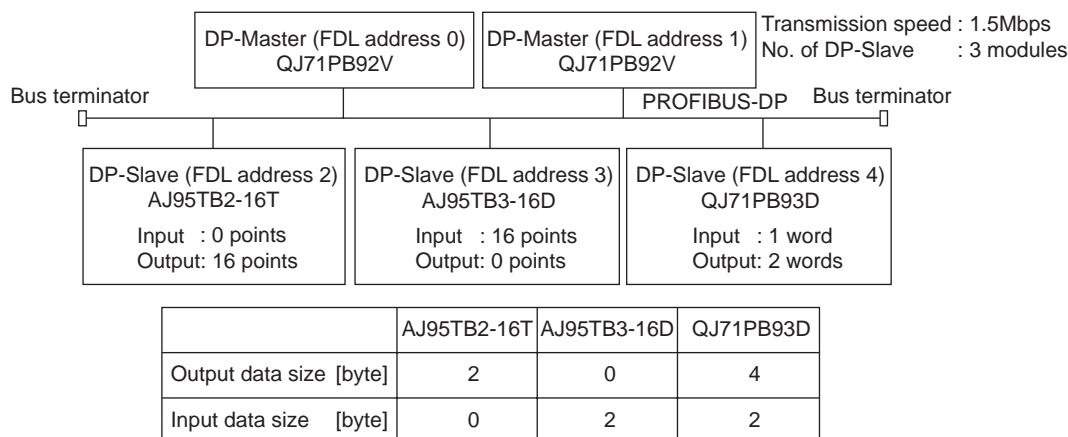 DP-Master (FDL address 0)
QJ71PB92V
DP-Master (FDL address 1)
QJ71PB92V
Transmission speed : 1.5Mbps
No. of DP-Slave : 3 modules
Bus terminator
PROFIBUS-DP
Bus terminator
DP-Slave (FDL address 2)
AJ95TB2-16T
Input : 0 points
Output: 16 points
DP-Slave (FDL address 3)
AJ95TB3-16D
Input : 16 points
Output: 0 points
DP-Slave (FDL address 4)
QJ71PB93D
Input : 1 word
Output: 2 words
AJ95TB2-16T AJ95TB3-16D QJ71PB93D
Output data size [byte] 2 0 4
Input data size [byte] 0 2 2